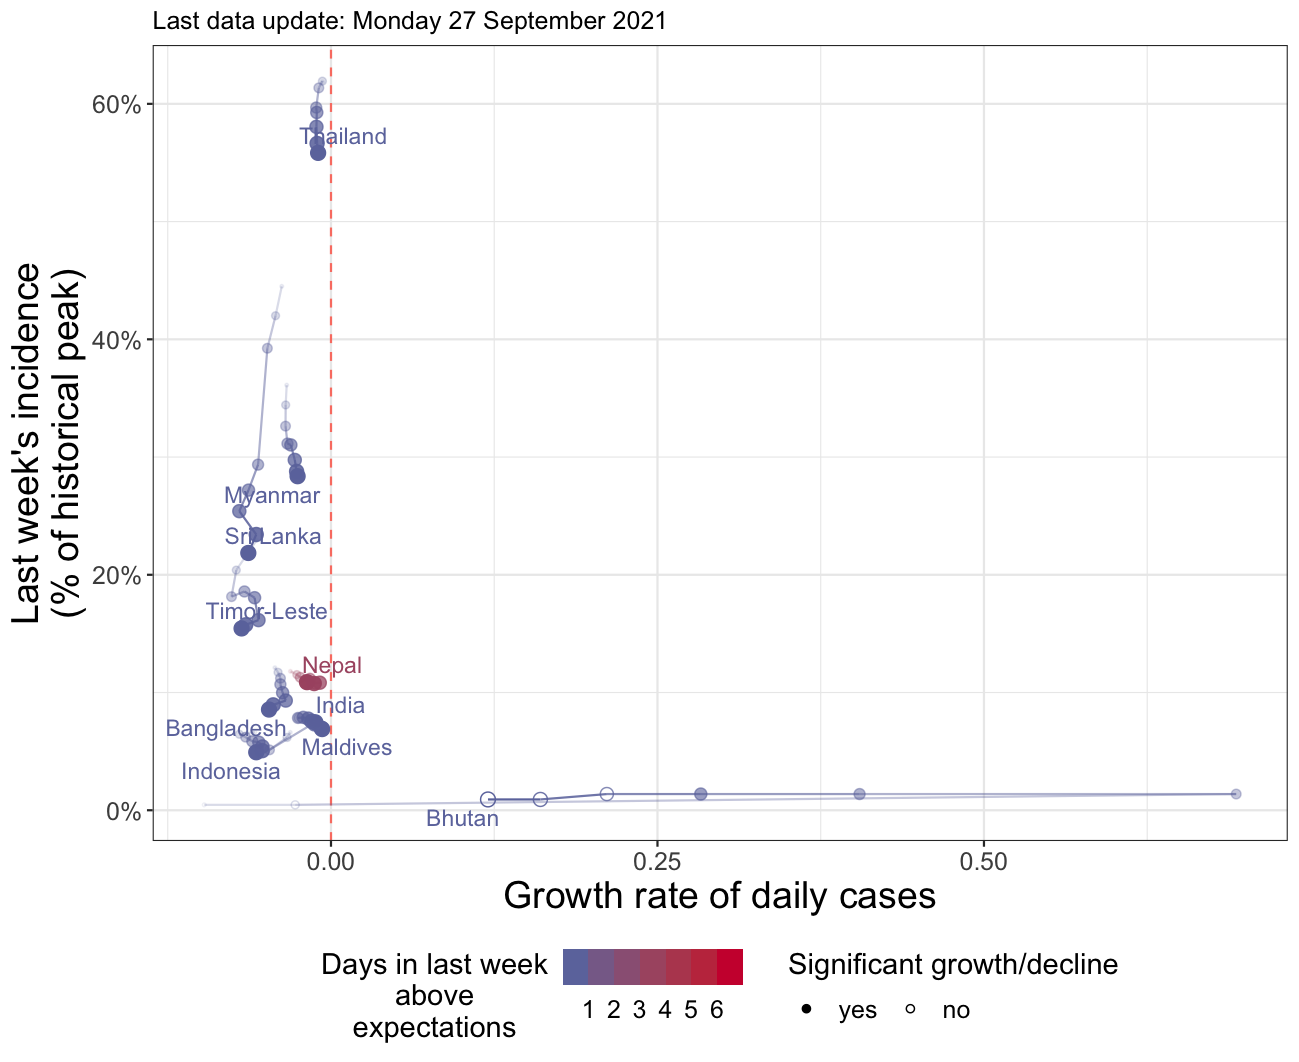 Last data update: Monday 27 September 2021
Last week's incidence
(% of historical peak)
60%
40%
20%
0%
Thailand
Myanmar
Sri Lanka
Timor-Leste
Nepal
India
Bangladesh
Maldives
Indonesia
Bhutan
0.00 0.25 0.50
Growth rate of daily cases
Days in last week
above
expectations
1 2 3 4 5 6
Significant growth/decline
yes no